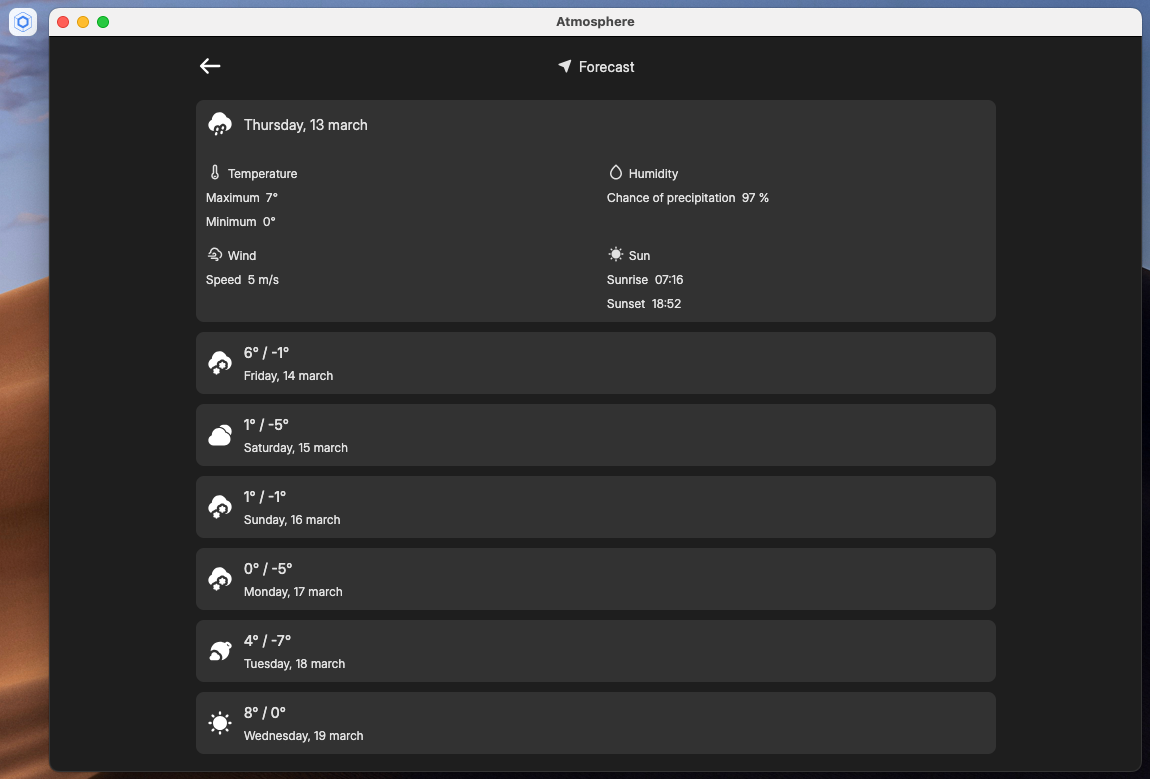 Atmosphere
Forecast
Thursday, 13 march
Temperature
Maximum 7°
Minimum 0°
Humidity
Chance of precipitation 97 %
Wind
Speed 5 m/s
Sun
Sunrise 07:16
Sunset 18:52
6° / -1°
Friday, 14 march
1° / -5°
Saturday, 15 march
1° / -1°
Sunday, 16 march
0° / -5°
Monday, 17 march
4° / -7°
Tuesday, 18 march
8° / 0°
Wednesday, 19 march